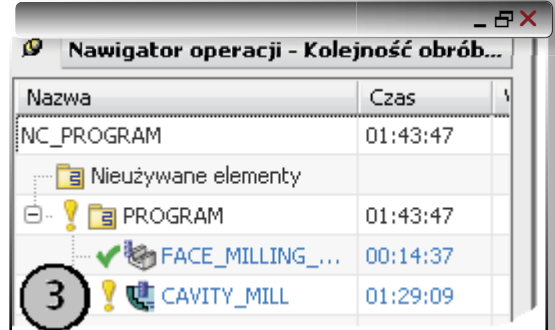 Nawigator operacji - Kolejność obrób...
Nazwa Czas
NC_PROGRAM 01:43:47
Nieużywane elementy
PROGRAM 01:43:47
FACE_MILLING_... 00:14:37
3 CAVITY_MILL 01:29:09